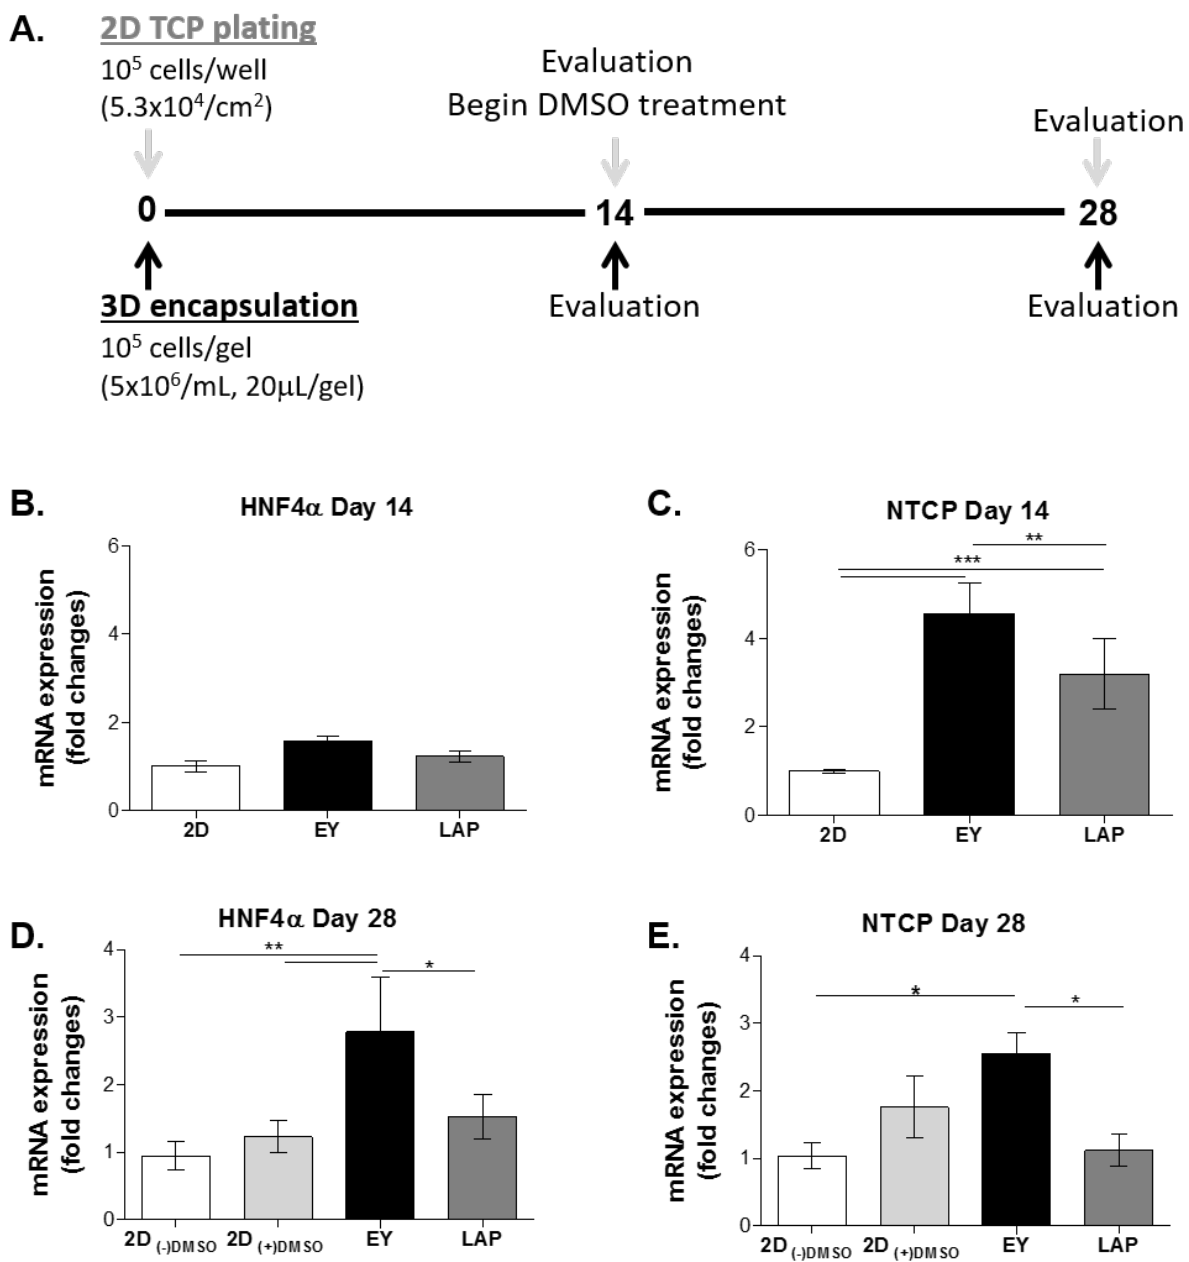 A.
2D TCP plating
10⁵ cells/well
(5.3x10⁴/cm²)
Evaluation
Begin DMSO treatment
Evaluation
0
14
28
3D encapsulation
10⁵ cells/gel
(5x10⁶/mL, 20µL/gel)
Evaluation
Evaluation
B.
HNF4α Day 14
mRNA expression
(fold changes)
6
4
2
0
2D EY LAP
C.
NTCP Day 14
mRNA expression
(fold changes)
6
4
2
0
**
***
2D EY LAP
D.
HNF4α Day 28
mRNA expression
(fold changes)
4
3
2
1
0
**
*
2D (-)DMSO 2D (+)DMSO EY LAP
E.
NTCP Day 28
mRNA expression
(fold changes)
4
3
2
1
0
*
*
2D (-)DMSO 2D (+)DMSO EY LAP